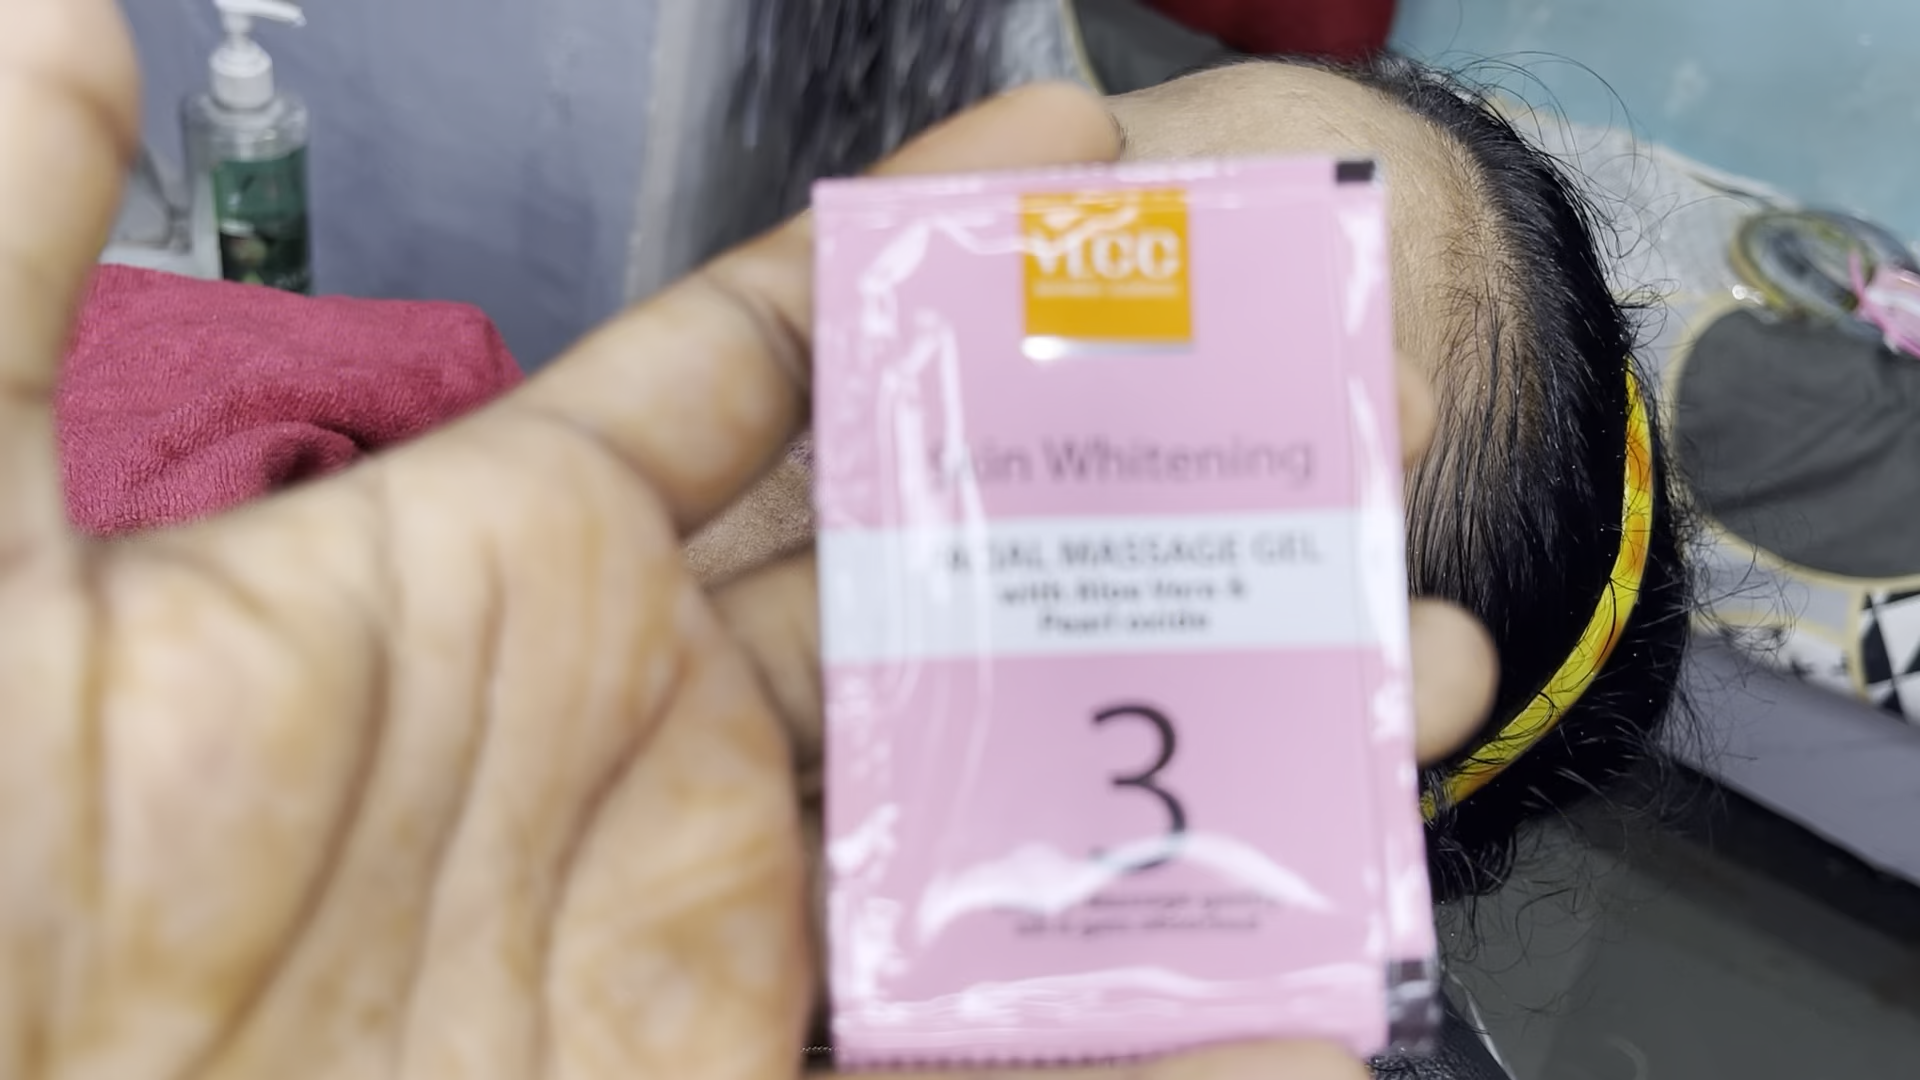 VLCC
Skin Whitening
FACIAL MASSAGE GEL
with Aloe Vera &
Pearl oxide
3